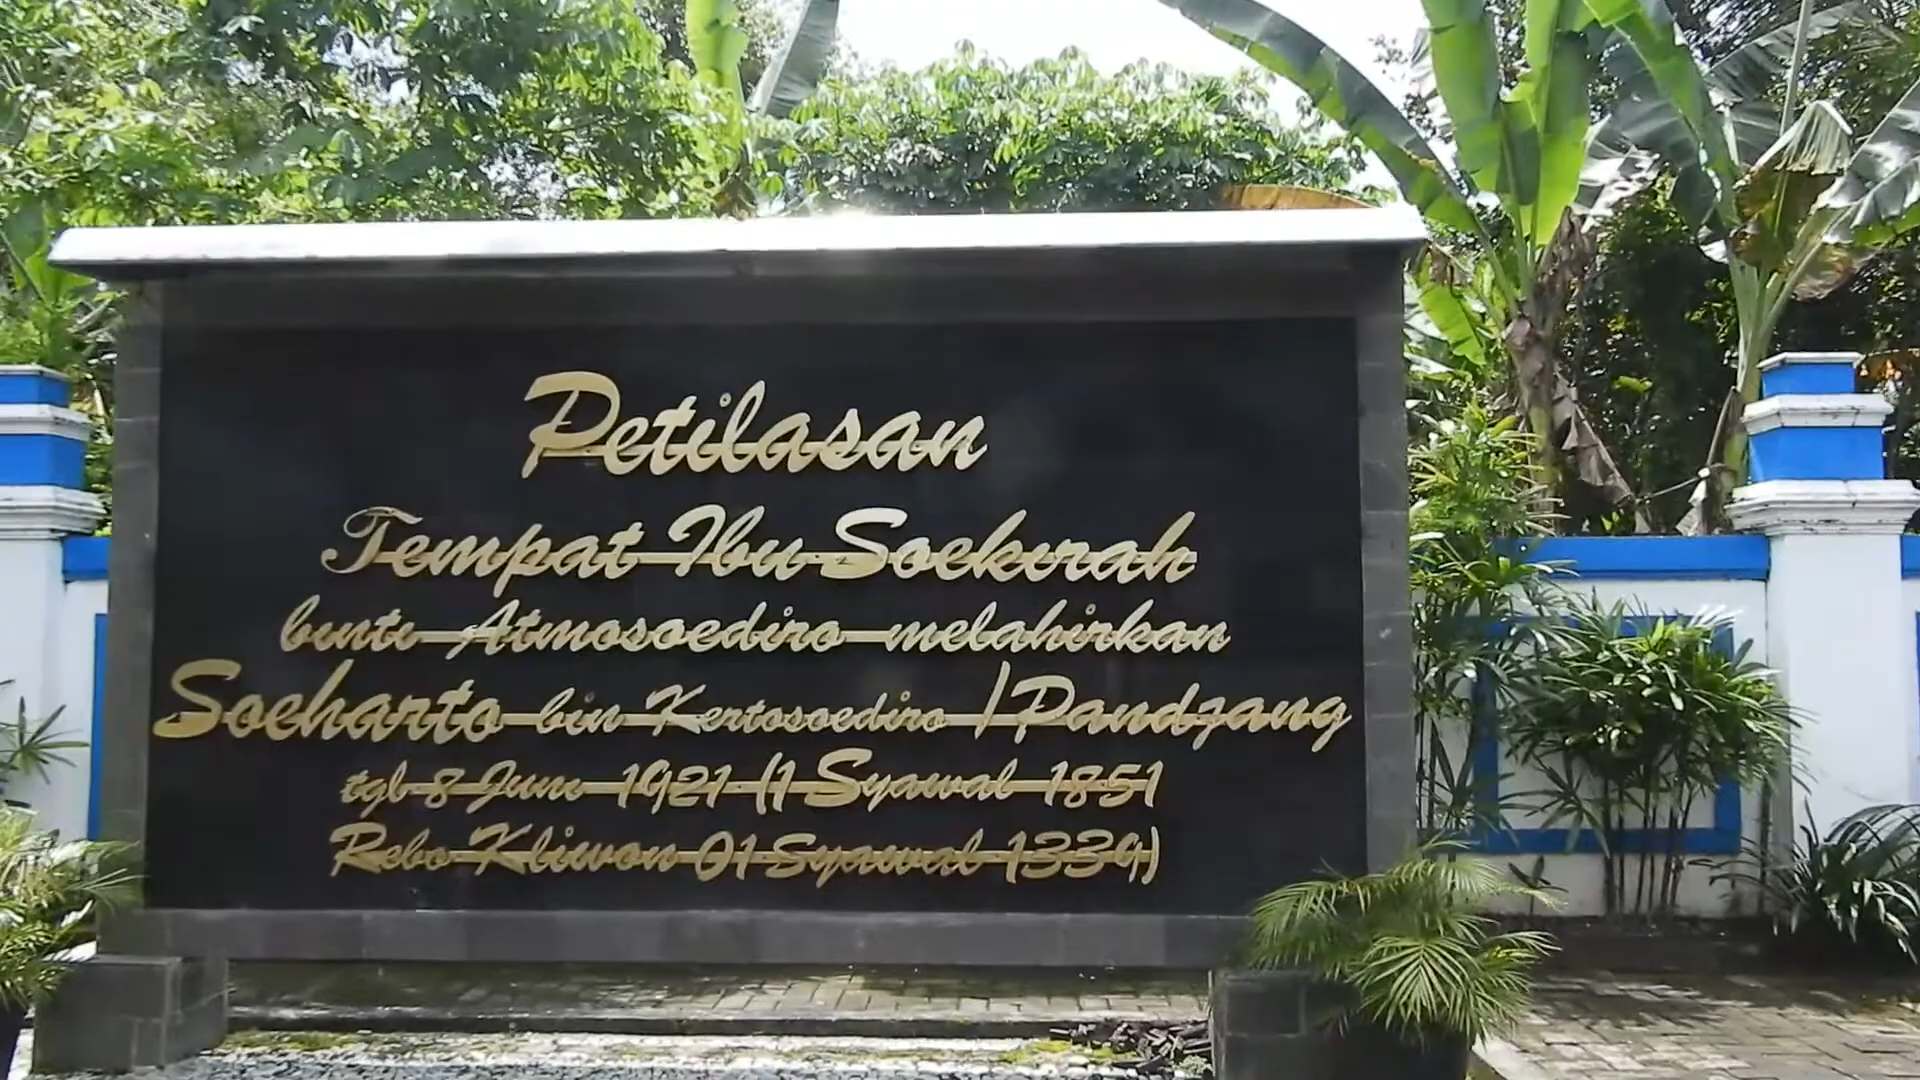 Petilasan
Tempat Ibu Soekirah
binti Atmosoediro melahirkan
Soeharto bin Kertosoediro / Pandjang
tgl 8 Juni 1921 (1 Syawal 1851
Rebo Kliwon 01 Syawal 1339)